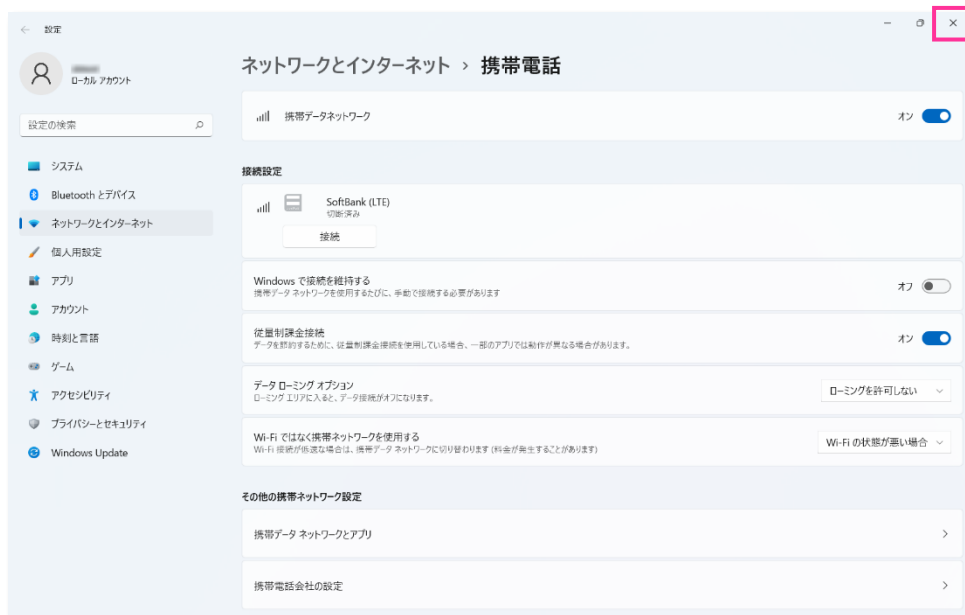 設定
ローカル アカウント
設定の検索
システム
Bluetooth とデバイス
ネットワークとインターネット
個人用設定
アプリ
アカウント
時刻と言語
ゲーム
アクセシビリティ
プライバシーとセキュリティ
Windows Update
ネットワークとインターネット › 携帯電話
携帯データネットワーク
オン
接続設定
SoftBank (LTE)
切断済み
接続
Windows で接続を維持する
携帯データ ネットワークを使用するたびに、手動で接続する必要があります
オフ
従量制課金接続
データを節約するために、従量制課金接続を使用している場合、一部のアプリでは動作が異なる場合があります。
オン
データ ローミング オプション
ローミング エリアに入ると、データ接続がオフになります。
ローミングを許可しない
Wi-Fi ではなく携帯ネットワークを使用する
Wi-Fi 接続が低速な場合は、携帯データ ネットワークに切り替わります (料金が発生することがあります)
Wi-Fi の状態が悪い場合
その他の携帯ネットワーク設定
携帯データ ネットワークとアプリ
携帯電話会社の設定